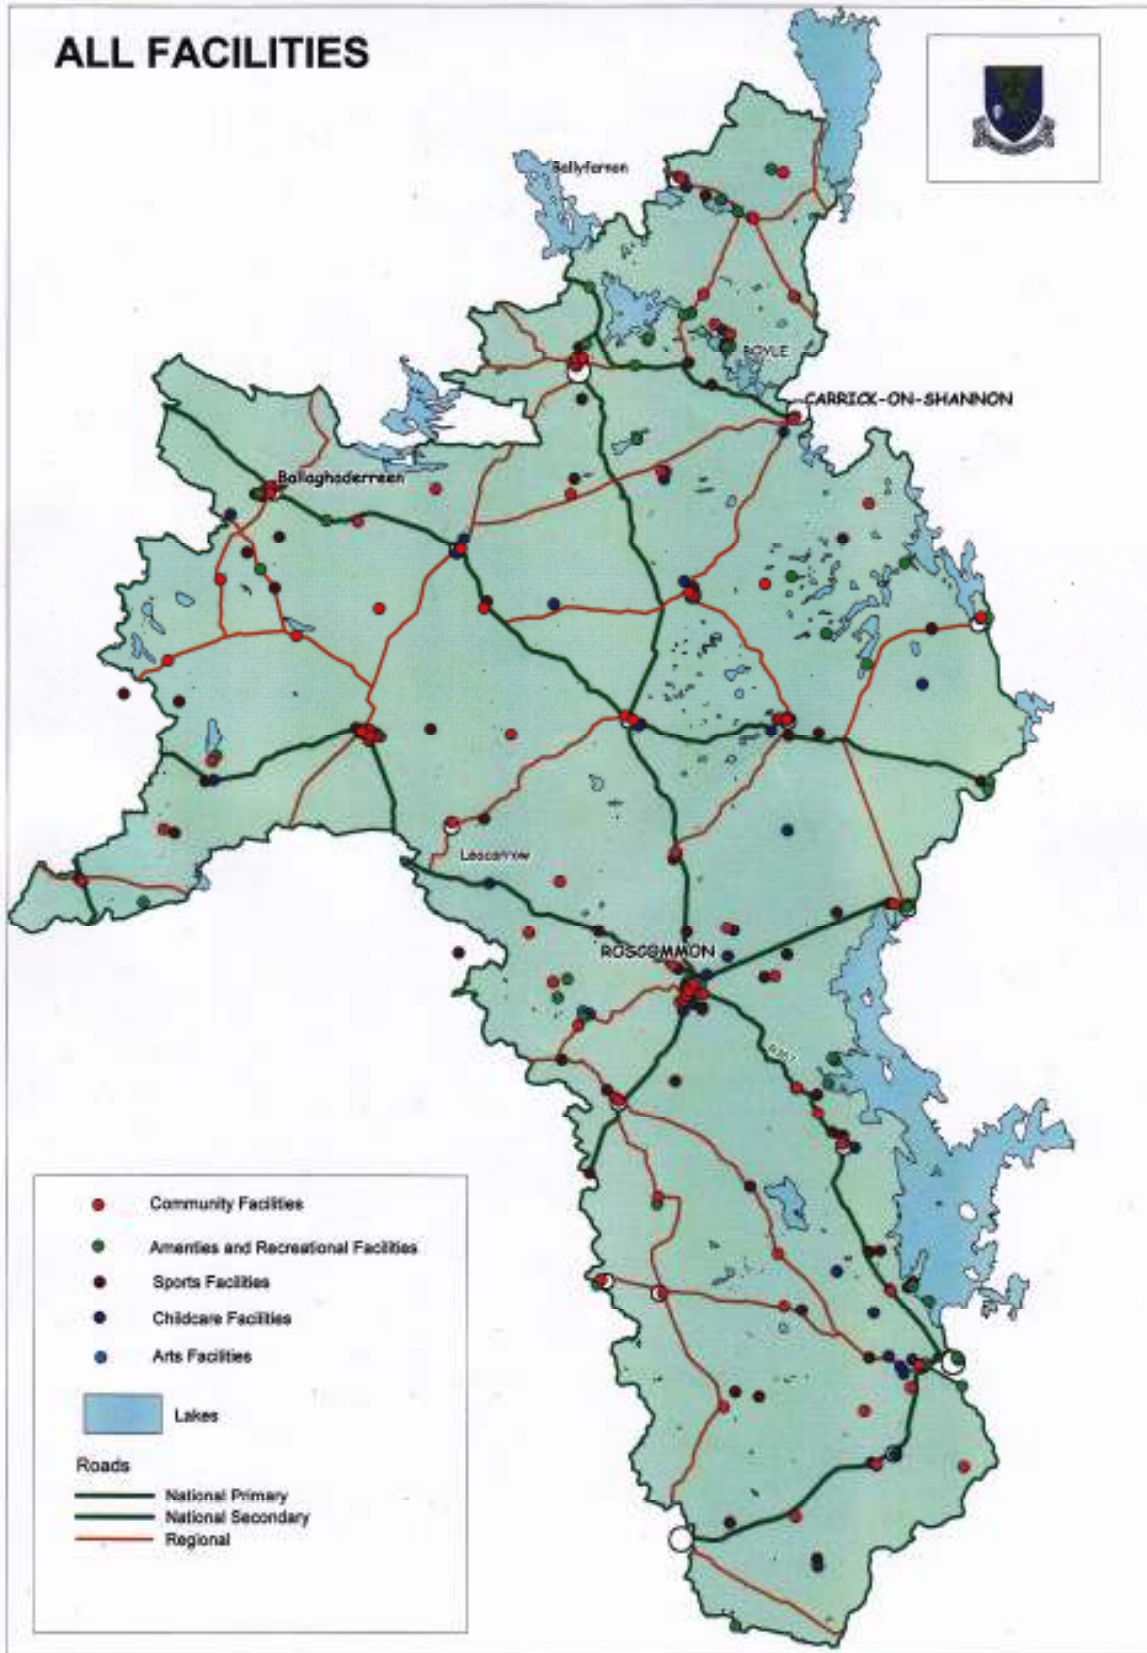 ALL FACILITIES
Ballyfarnon
BOYLE
CARRICK-ON-SHANNON
Ballaghaderreen
Lescarrow
ROSCOMMON
Community Facilities
Amenties and Recreational Facilities
Sports Facilities
Childcare Facilities
Arts Facilities
Lakes
Roads
National Primary
National Secondary
Regional